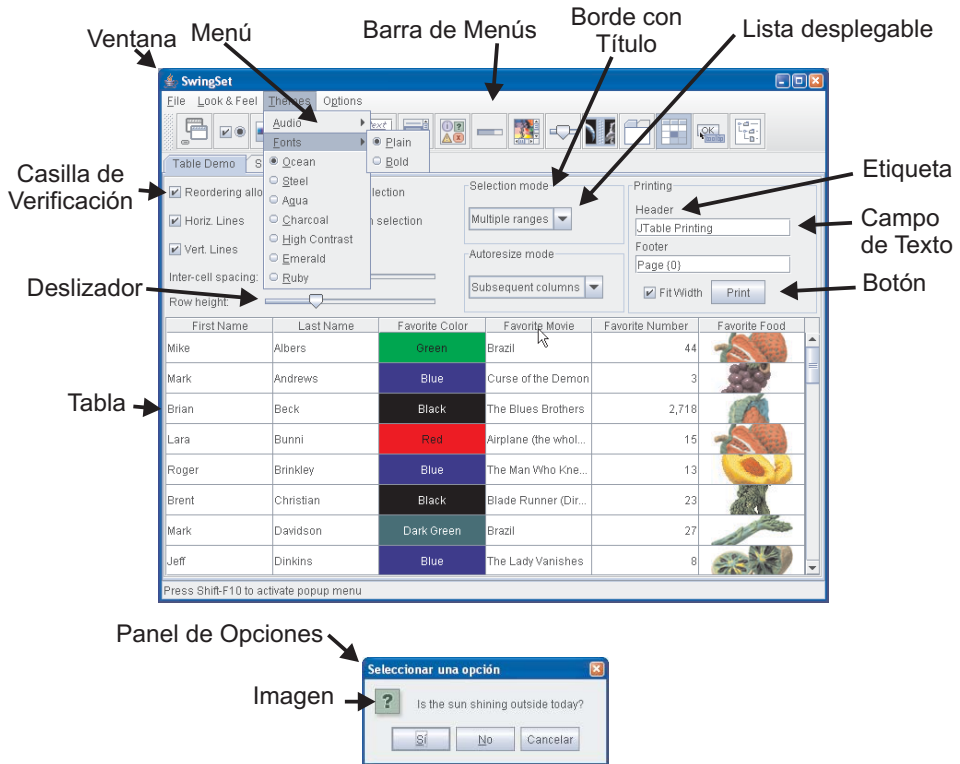 Ventana
Menú
Barra de Menús
Borde con
Título
Lista desplegable
SwingSet
File Look & Feel Themes Options
Audio
Fonts
Plain
Bold
Ocean
Steel
Aqua
Charcoal
High Contrast
Emerald
Ruby
Text
OK
Table Demo S
Casilla de
Verificación
Reordering allo
lection
Horiz. Lines
selection
Vert. Lines
Inter-cell spacing:
Deslizador
Row height:
Selection mode
Multiple ranges
Autoresize mode
Subsequent columns
Printing
Header
JTable Printing
Footer
Page {0}
Fit Width Print
Etiqueta
Campo
de Texto
Botón
First Name Last Name Favorite Color Favorite Movie Favorite Number Favorite Food
Mike Albers Green Brazil 44
Mark Andrews Blue Curse of the Demon 3
Tabla
Brian Beck Black The Blues Brothers 2,718
Lara Bunni Red Airplane (the whol... 15
Roger Brinkley Blue The Man Who Kne... 13
Brent Christian Black Blade Runner (Dir... 23
Mark Davidson Dark Green Brazil 27
Jeff Dinkins Blue The Lady Vanishes 8
Press Shift-F10 to activate popup menu
Panel de Opciones
Seleccionar una opción
Imagen
? Is the sun shining outside today?
Sí No Cancelar